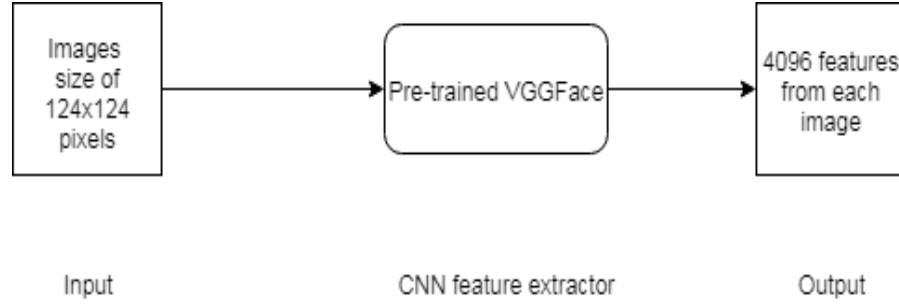 Images
size of
124x124
pixels
Pre-trained VGGFace
4096 features
from each
image
Input
CNN feature extractor
Output